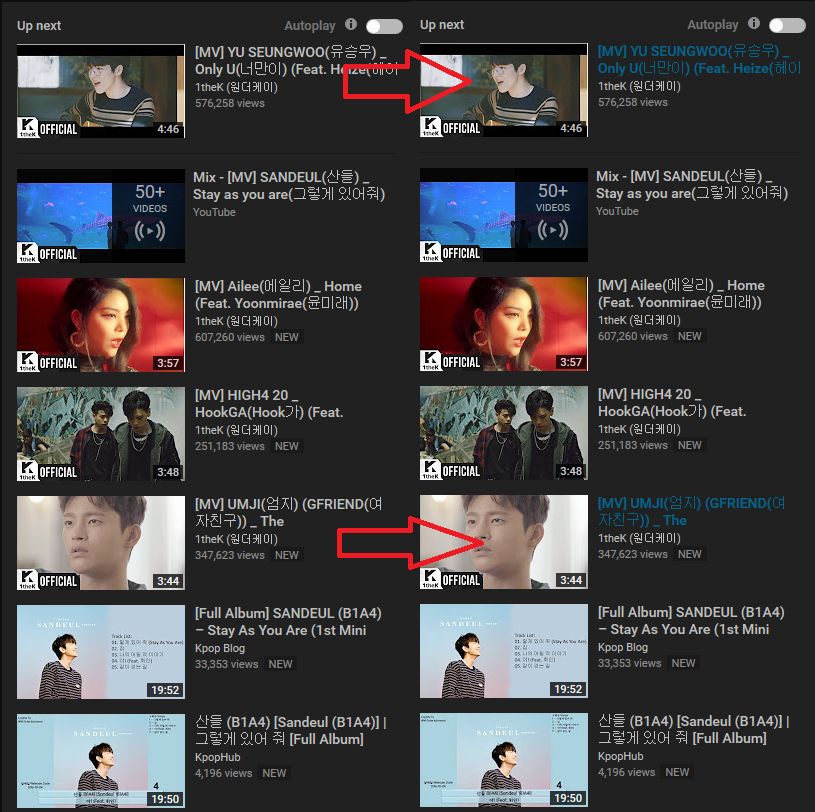 Up next
Autoplay
[MV] YU SEUNGWOO(유승우) _
Only U(너만이) (Feat. Heize(헤이
1theK (원더케이)
576,258 views
K
1theK
OFFICIAL
4:46
Mix - [MV] SANDEUL(산들) _
Stay as you are(그렇게 있어줘)
YouTube
50+
VIDEOS
K
1theK
OFFICIAL
[MV] Ailee(에일리) _ Home
(Feat. Yoonmirae(윤미래))
1theK (원더케이)
607,260 views NEW
K
1theK
OFFICIAL
3:57
[MV] HIGH4 20 _
HookGA(Hook가) (Feat.
1theK (원더케이)
251,183 views NEW
K
1theK
OFFICIAL
3:48
[MV] UMJI(엄지) (GFRIEND(여
자친구)) _ The
1theK (원더케이)
347,623 views NEW
K
1theK
OFFICIAL
3:44
[Full Album] SANDEUL (B1A4)
– Stay As You Are (1st Mini
Kpop Blog
33,353 views NEW
SANDEUL
Track List:
19:52
산들 (B1A4) [Sandeul (B1A4)] |
그렇게 있어 줘 [Full Album]
KpopHub
4,196 views NEW
SANDEUL
4
19:50
Up next
Autoplay
[MV] YU SEUNGWOO(유승우) _
Only U(너만이) (Feat. Heize(헤이
1theK (원더케이)
576,258 views
K
1theK
OFFICIAL
4:46
Mix - [MV] SANDEUL(산들) _
Stay as you are(그렇게 있어줘)
YouTube
50+
VIDEOS
K
1theK
OFFICIAL
[MV] Ailee(에일리) _ Home
(Feat. Yoonmirae(윤미래))
1theK (원더케이)
607,260 views NEW
K
1theK
OFFICIAL
3:57
[MV] HIGH4 20 _
HookGA(Hook가) (Feat.
1theK (원더케이)
251,183 views NEW
K
1theK
OFFICIAL
3:48
[MV] UMJI(엄지) (GFRIEND(여
자친구)) _ The
1theK (원더케이)
347,623 views NEW
K
1theK
OFFICIAL
3:44
[Full Album] SANDEUL (B1A4)
– Stay As You Are (1st Mini
Kpop Blog
33,353 views NEW
SANDEUL
Track List:
19:52
산들 (B1A4) [Sandeul (B1A4)] |
그렇게 있어 줘 [Full Album]
KpopHub
4,196 views NEW
SANDEUL
4
19:50